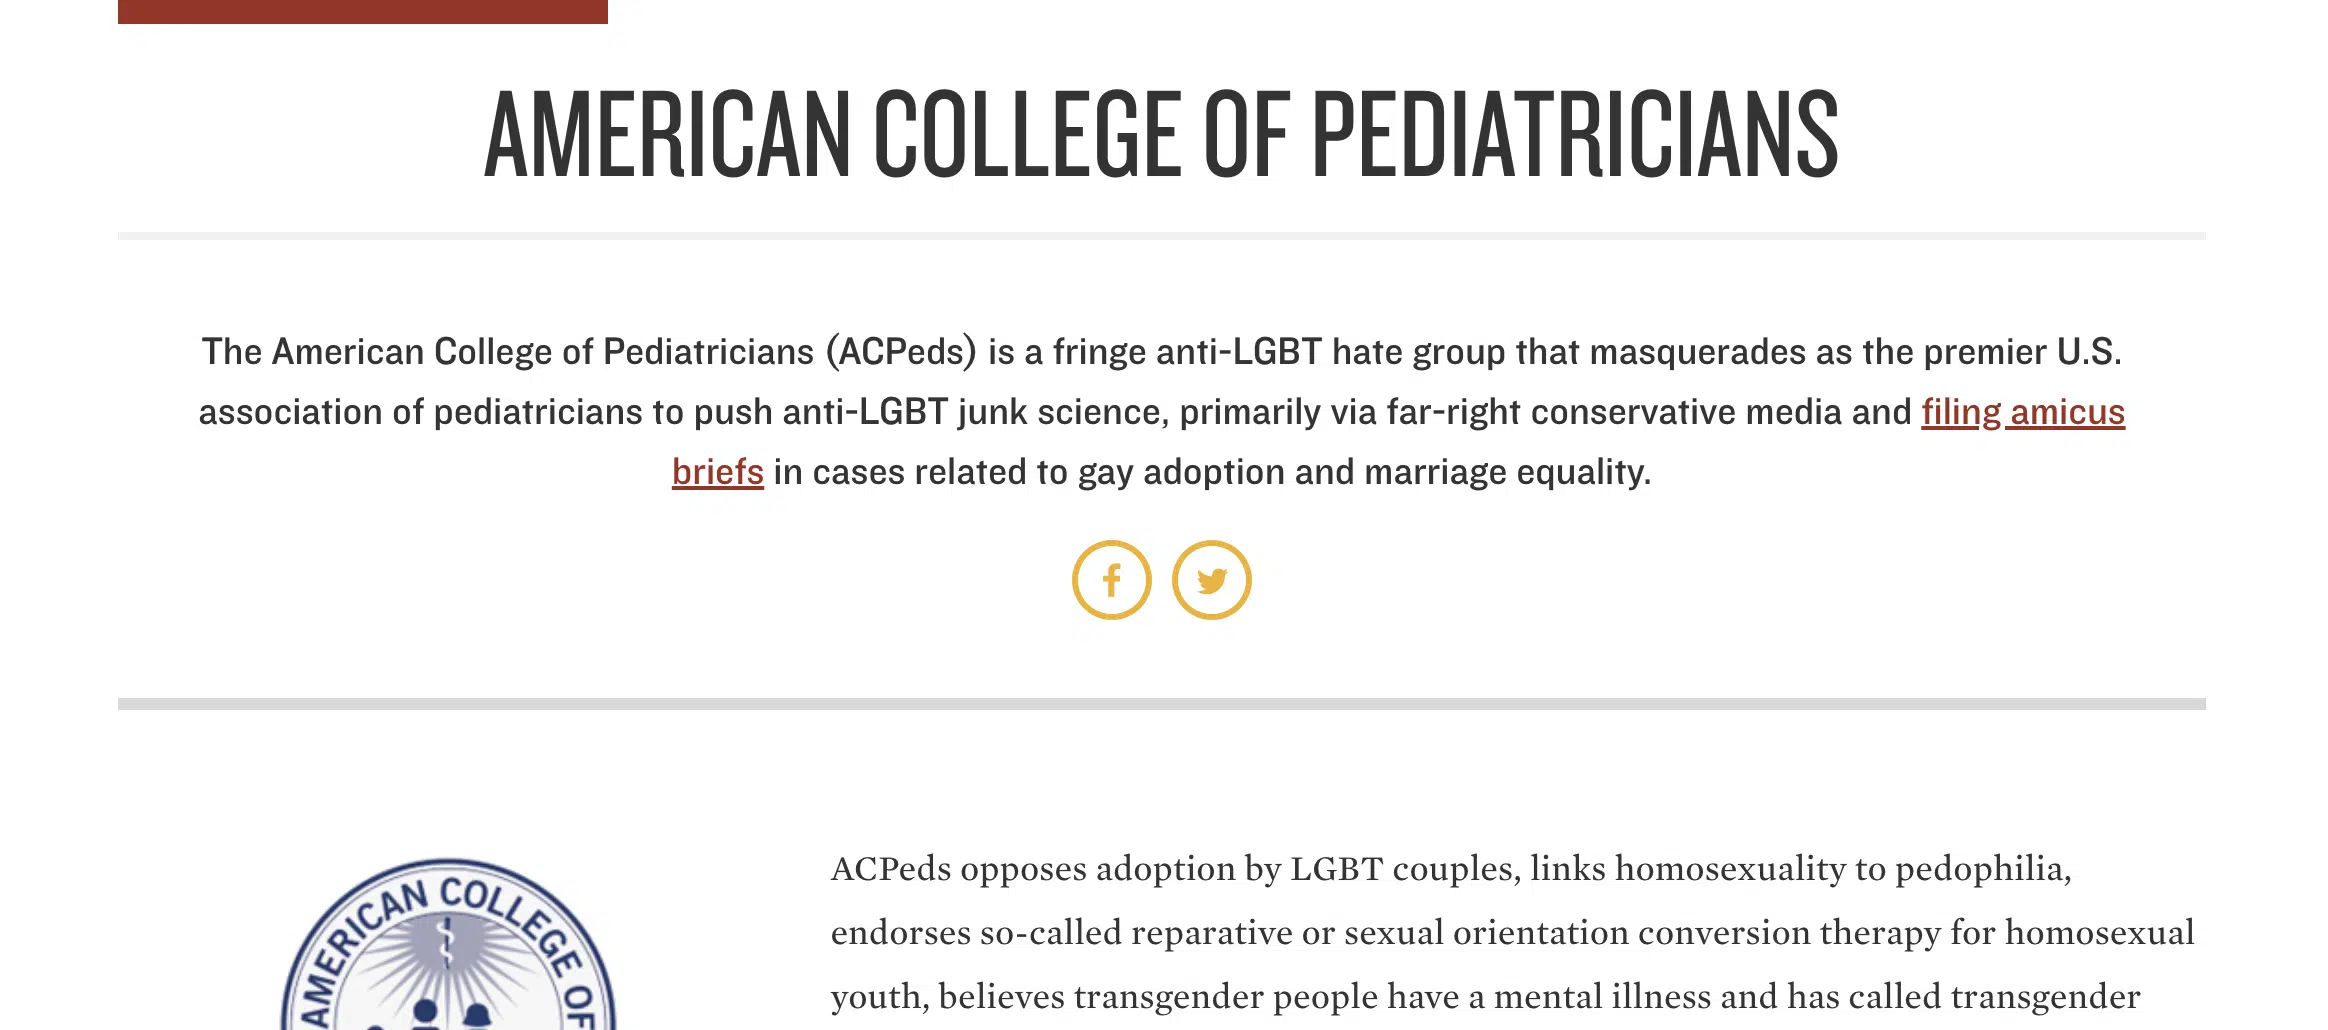 AMERICAN COLLEGE OF PEDIATRICIANS
The American College of Pediatricians (ACPeds) is a fringe anti-LGBT hate group that masquerades as the premier U.S.
association of pediatricians to push anti-LGBT junk science, primarily via far-right conservative media and filing amicus
briefs in cases related to gay adoption and marriage equality.
AMERICAN COLLEGE OF
ACPeds opposes adoption by LGBT couples, links homosexuality to pedophilia,
endorses so-called reparative or sexual orientation conversion therapy for homosexual
youth, believes transgender people have a mental illness and has called transgender